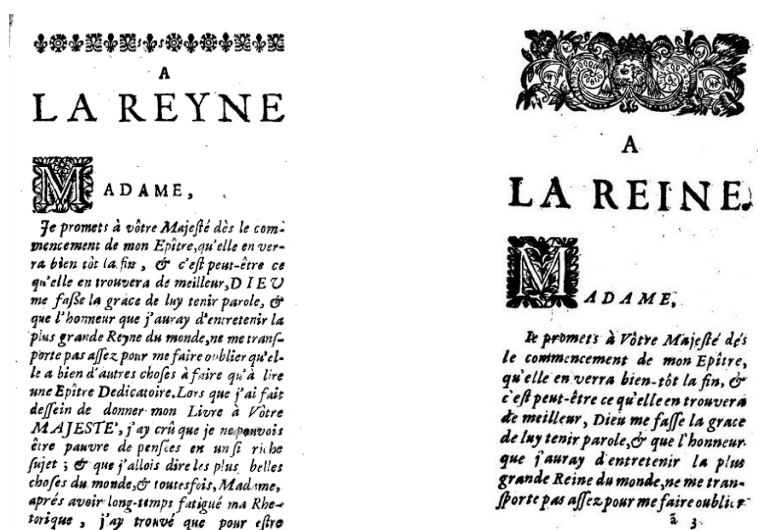 A
LA REYNE
MADAME,
Je promets à vôtre Majesté dès le com-
mencement de mon Epître, qu'elle en ver-
ra bien tôt la fin, & c'est peut-être ce
qu'elle en trouvera de meilleur, DIEU
me fasse la grace de luy tenir parole, &
que l'honneur que j'auray d'entretenir la
plus grande Reyne du monde, ne me trans-
porte pas assez pour me faire oublier qu'el-
le a bien d'autres choses à faire qu'à lire
une Epître Dedicatoire. Lors que j'ai fait
dessein de donner mon Livre à Vôtre
MAJESTE', j'ay crû que je ne pouvois
être pauvre de pensées en un si riche
sujet ; & que j'allois dire les plus belles
choses du monde, & toutesfois, Madame,
aprés avoir long-temps fatigué ma Rhe-
torique, j'ay trouvé que pour estre
A
LA REINE.
MADAME,
Je promets à Vôtre Majesté dés
le commencement de mon Epître,
qu'elle en verra bien-tôt la fin, &
c'est peut-être ce qu'elle en trouvera
de meilleur, Dieu me fasse la grace
de luy tenir parole, & que l'honneur
que j'auray d'entretenir la plus
grande Reine du monde, ne me trans-
porte pas assez pour me faire oublier
ã 3